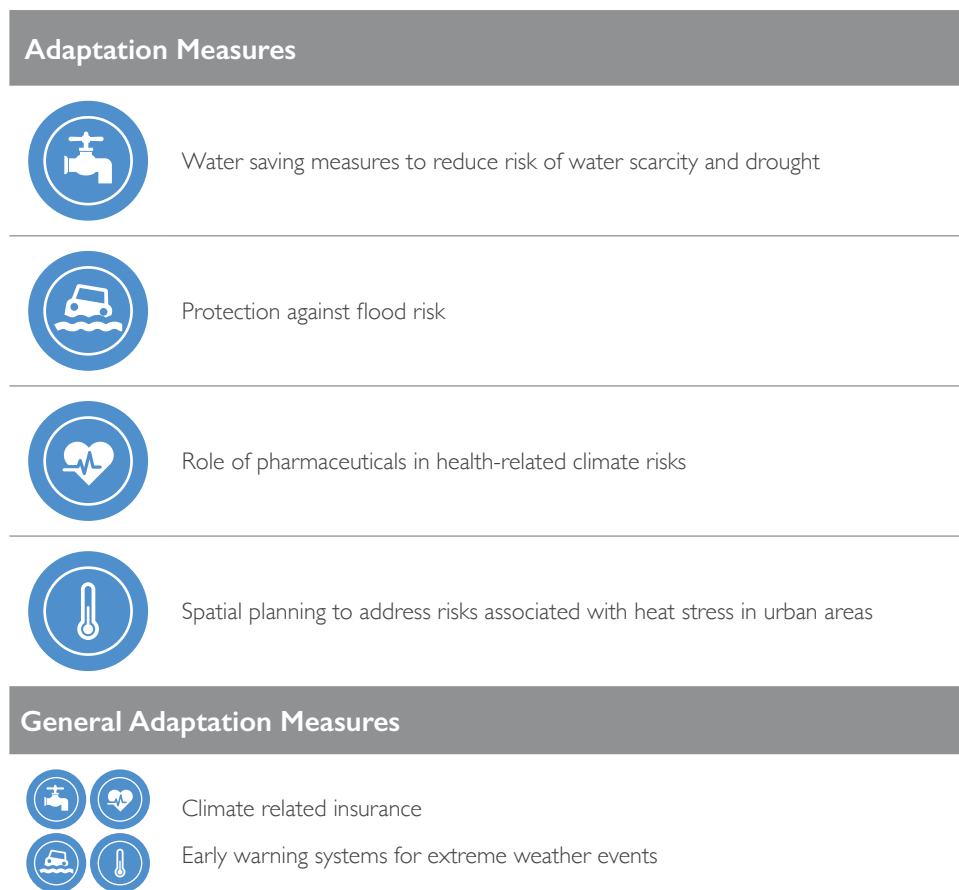 Adaptation Measures
Water saving measures to reduce risk of water scarcity and drought
Protection against flood risk
Role of pharmaceuticals in health-related climate risks
Spatial planning to address risks associated with heat stress in urban areas
General Adaptation Measures
Climate related insurance
Early warning systems for extreme weather events